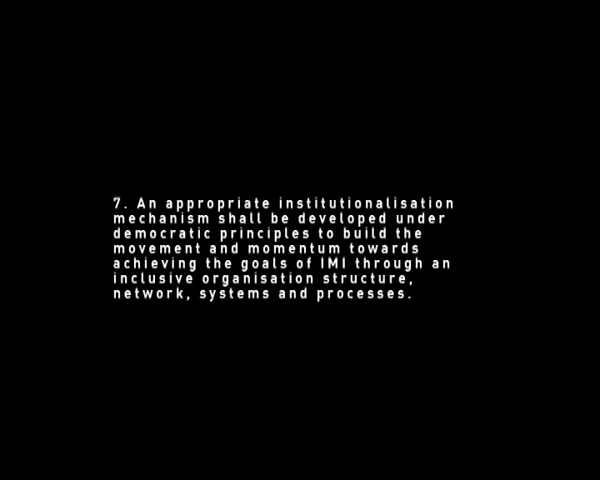 7. An appropriate institutionalisation
mechanism shall be developed under
democratic principles to build the
movement and momentum towards
achieving the goals of IMI through an
inclusive organisation structure,
network, systems and processes.